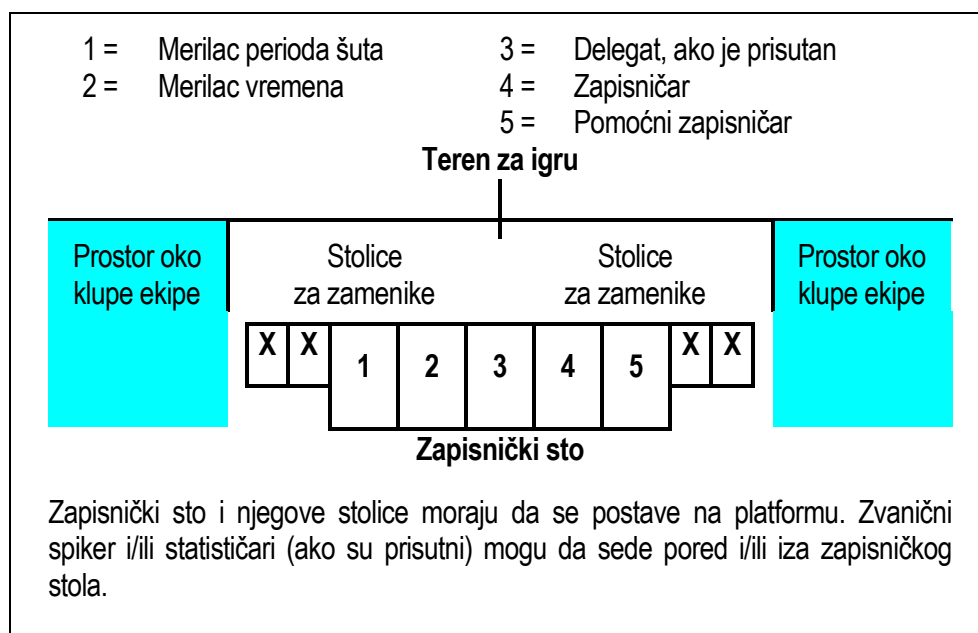 1 = Merilac perioda šuta 3 = Delegat, ako je prisutan
2 = Merilac vremena 4 = Zapisničar
5 = Pomoćni zapisničar
Teren za igru
Prostor oko Stolice Stolice Prostor oko
klupe ekipe za zamenike za zamenike klupe ekipe
X X 1 2 3 4 5 X X
Zapisnički sto
Zapisnički sto i njegove stolice moraju da se postave na platformu. Zvanični
spiker i/ili statističari (ako su prisutni) mogu da sede pored i/ili iza zapisničkog
stola.